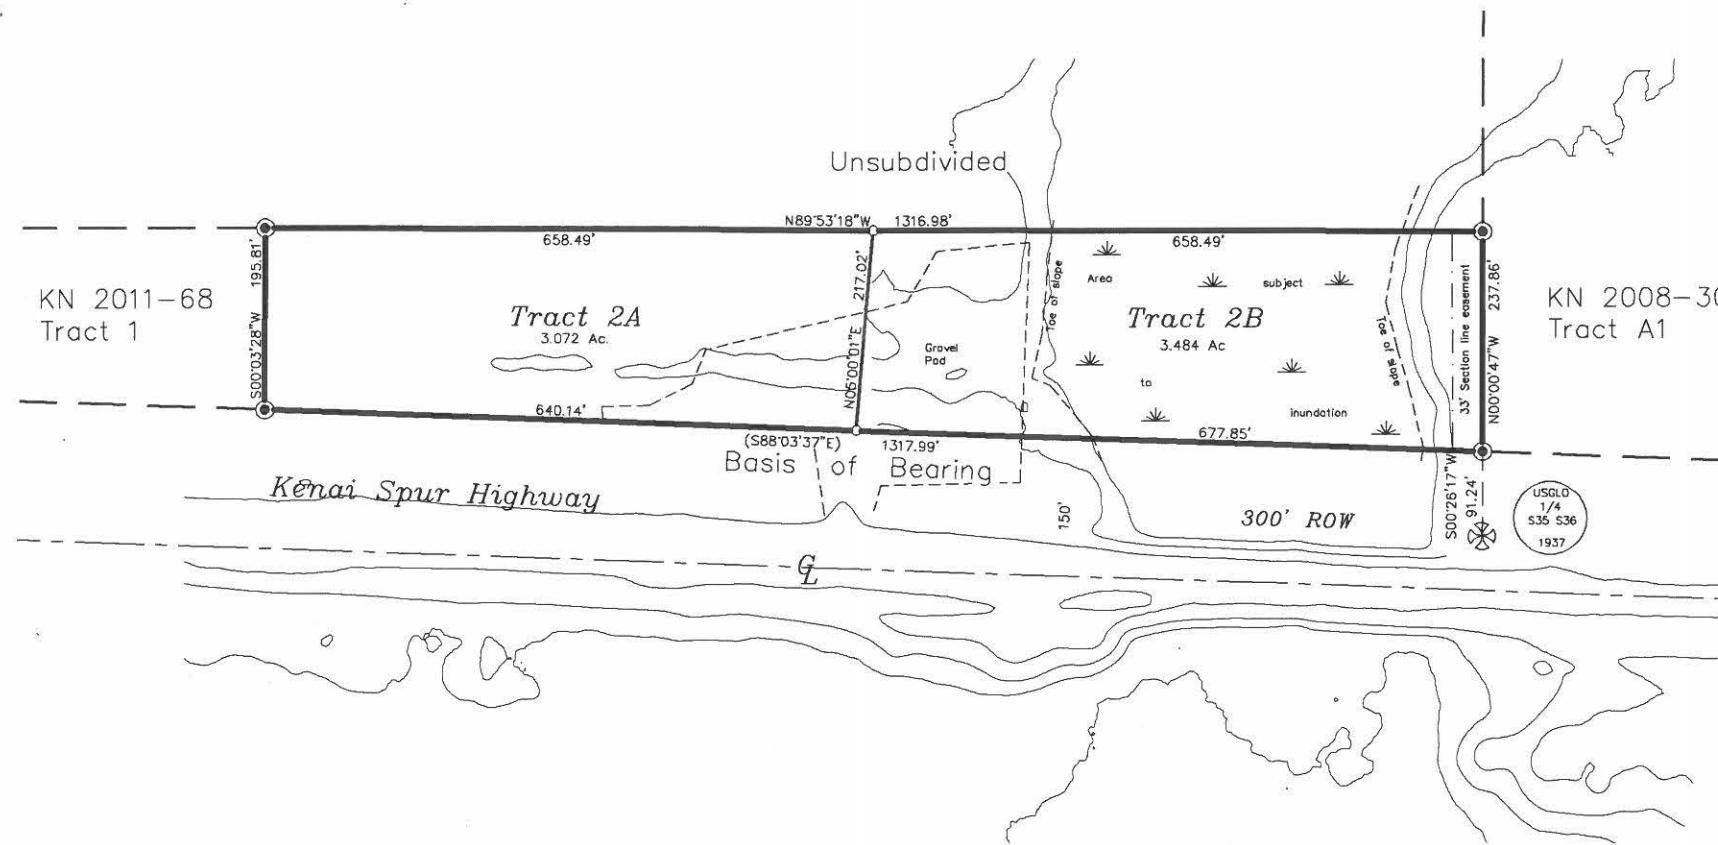 Unsubdivided
N89°53'18"W 1316.98'
658.49'
658.49'
S00°03'28"W 195.81'
KN 2011-68
Tract 1
Tract 2A
3.072 Ac.
217.02'
N05°00'01"E
Gravel
Pad
Toe of slope
Area
subject
to
inundation
Tract 2B
3.484 Ac
Toe of slope
33' Section line easement
N00°00'47"W 237.86'
KN 2008-30
Tract A1
640.14'
(S88°03'37"E) 1317.99'
677.85'
Basis of Bearing
Kenai Spur Highway
150'
300' ROW
S00°26'17"W
91.24'
USGLO
1/4
S35 S36
1937
CL